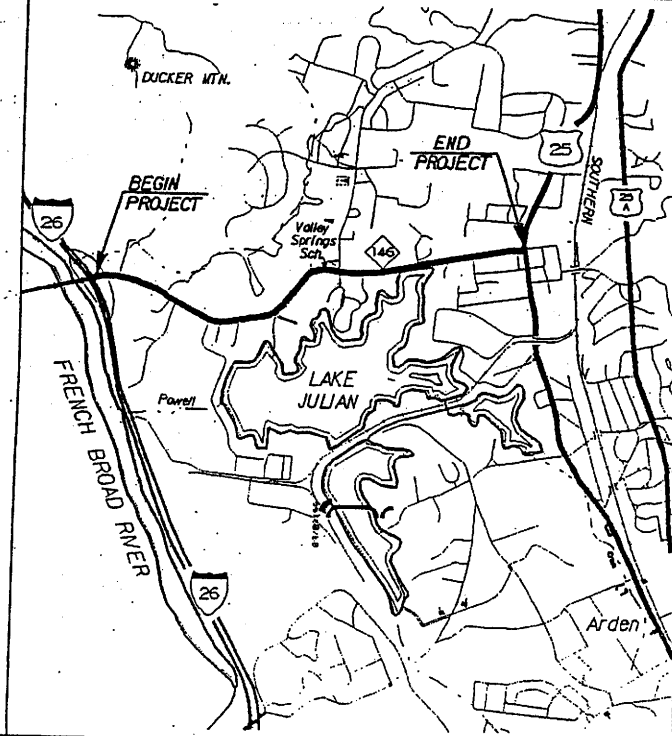 DUCKER MTN.
END
PROJECT
25
SOUTHERN
25
A
BEGIN
PROJECT
26
Valley
Springs
Sch.
146
LAKE
JULIAN
Powell
FRENCH BROAD RIVER
26
Arden